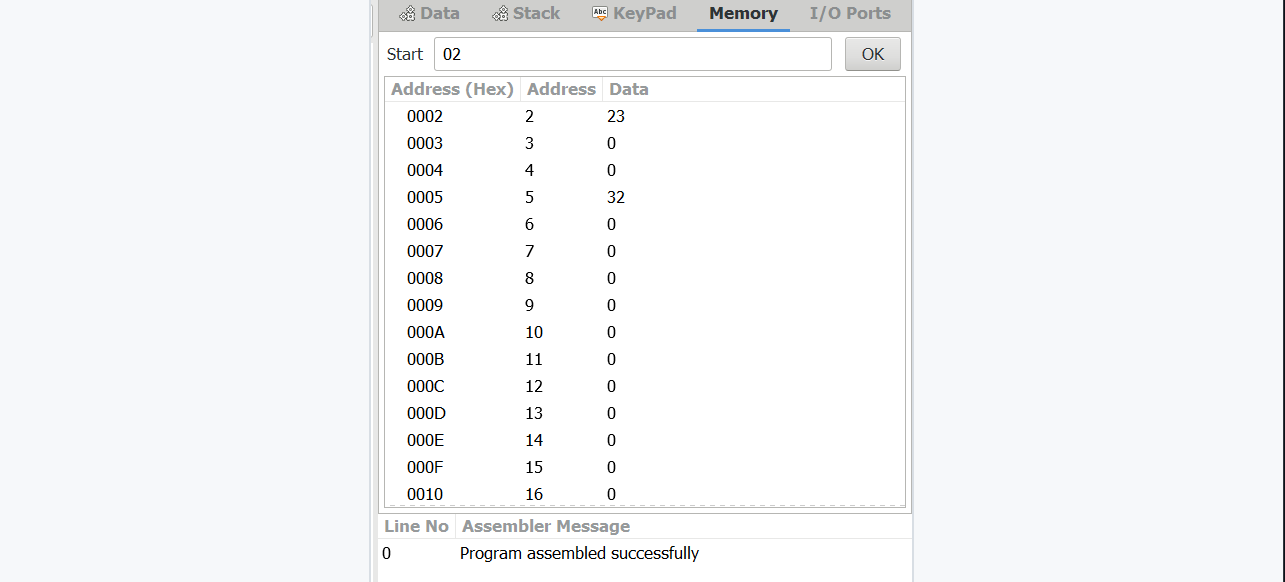 Data Stack Abc KeyPad Memory I/O Ports
Start 02 OK
Address (Hex) Address Data
0002 2 23
0003 3 0
0004 4 0
0005 5 32
0006 6 0
0007 7 0
0008 8 0
0009 9 0
000A 10 0
000B 11 0
000C 12 0
000D 13 0
000E 14 0
000F 15 0
0010 16 0
Line No Assembler Message
0 Program assembled successfully